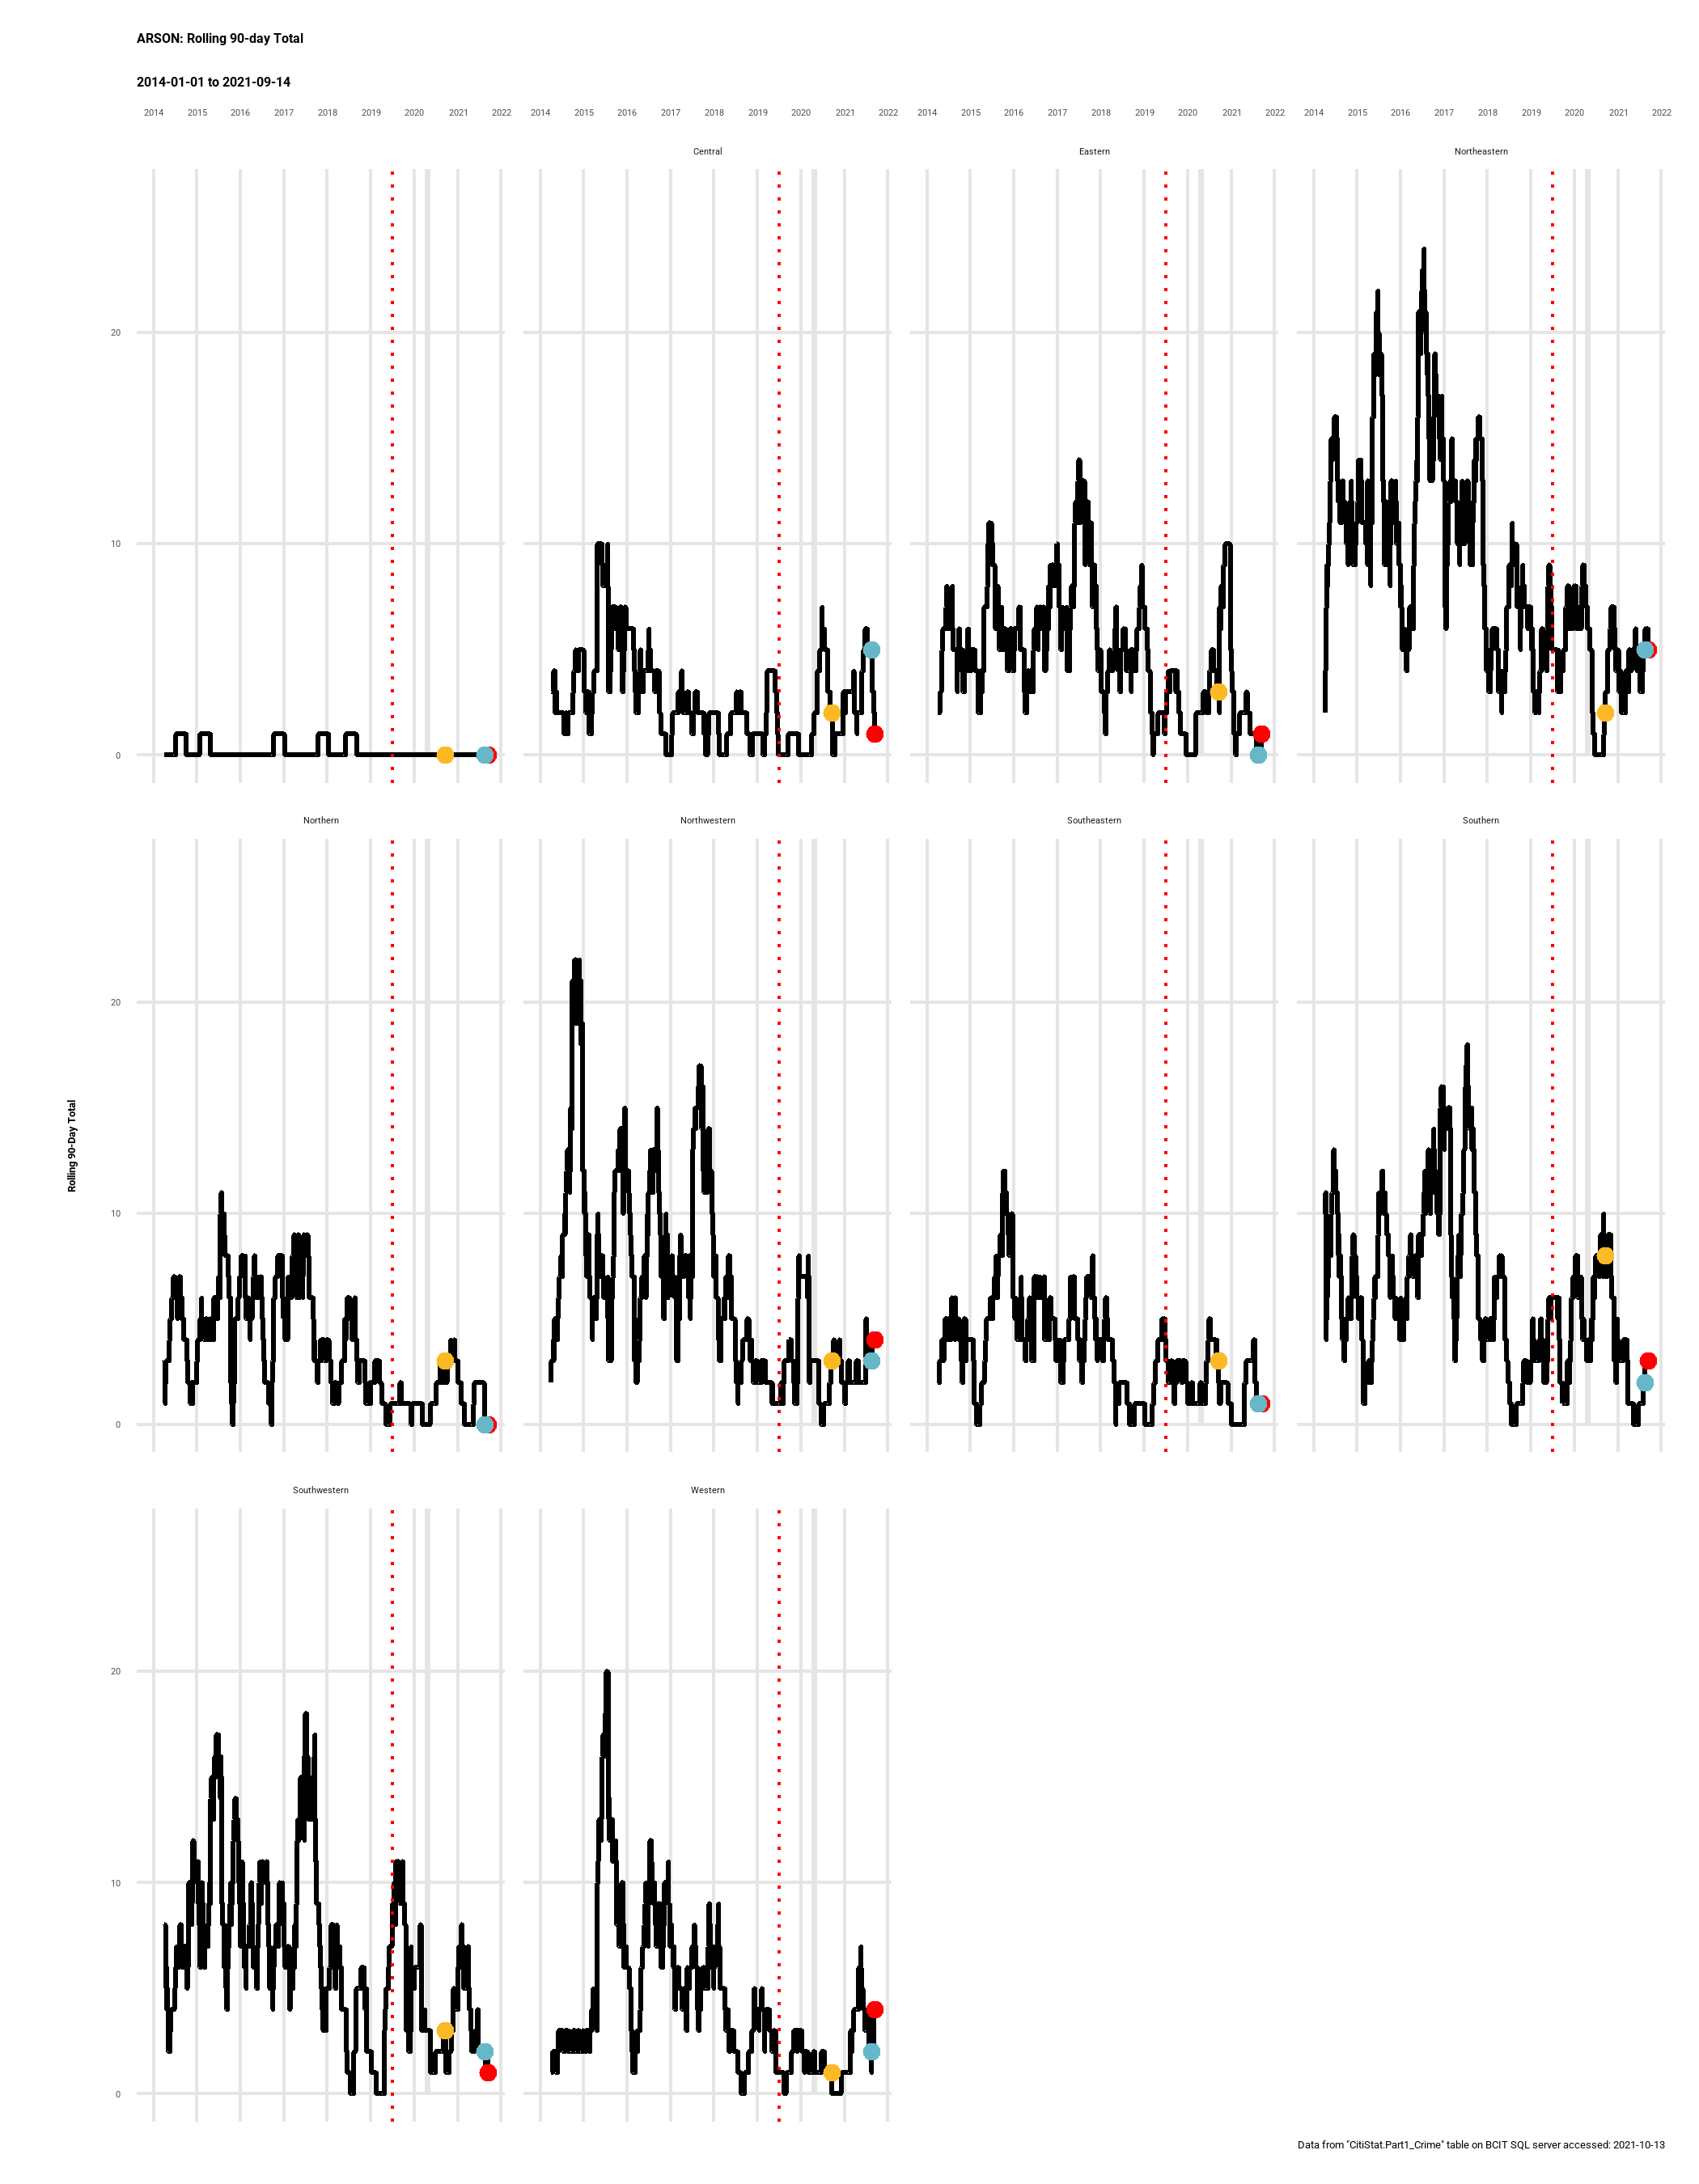 ARSON: Rolling 90-day Total
2014-01-01 to 2021-09-14
2014 2015 2016 2017 2018 2019 2020 2021 2022 2014 2015 2016 2017 2018 2019 2020 2021 2022 2014 2015 2016 2017 2018 2019 2020 2021 2022 2014 2015 2016 2017 2018 2019 2020 2021 2022
Central Eastern Northeastern
20
10
0
Northern Northwestern Southeastern Southern
20
Rolling 90-Day Total
10
0
Southwestern Western
20
10
0
Data from "CitiStat.Part1_Crime" table on BCIT SQL server accessed: 2021-10-13